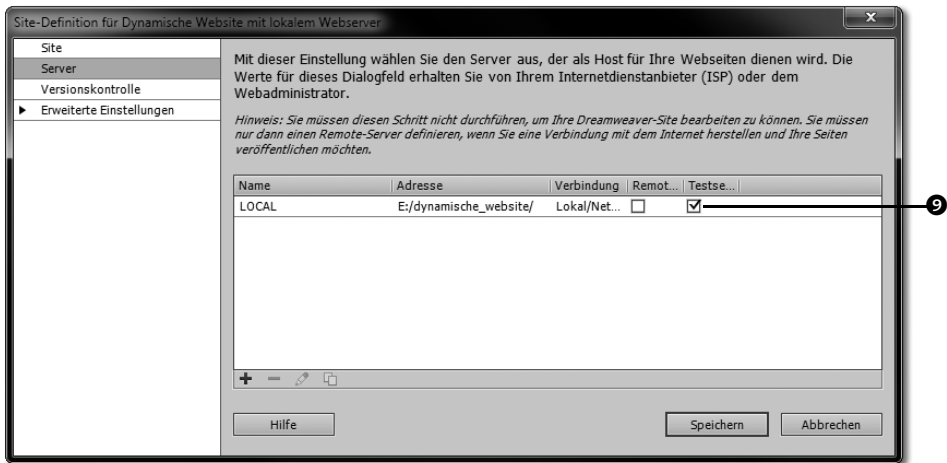 Site-Definition für Dynamische Website mit lokalem Webserver
Site
Server
Versionskontrolle
Erweiterte Einstellungen
Mit dieser Einstellung wählen Sie den Server aus, der als Host für Ihre Webseiten dienen wird. Die
Werte für dieses Dialogfeld erhalten Sie von Ihrem Internetdienstanbieter (ISP) oder dem
Webadministrator.
Hinweis: Sie müssen diesen Schritt nicht durchführen, um Ihre Dreamweaver-Site bearbeiten zu können. Sie müssen
nur dann einen Remote-Server definieren, wenn Sie eine Verbindung mit dem Internet herstellen und Ihre Seiten
veröffentlichen möchten.
Name Adresse Verbindung Remot... Testse...
LOCAL E:/dynamische_website/ Lokal/Net...
9
Hilfe Speichern Abbrechen